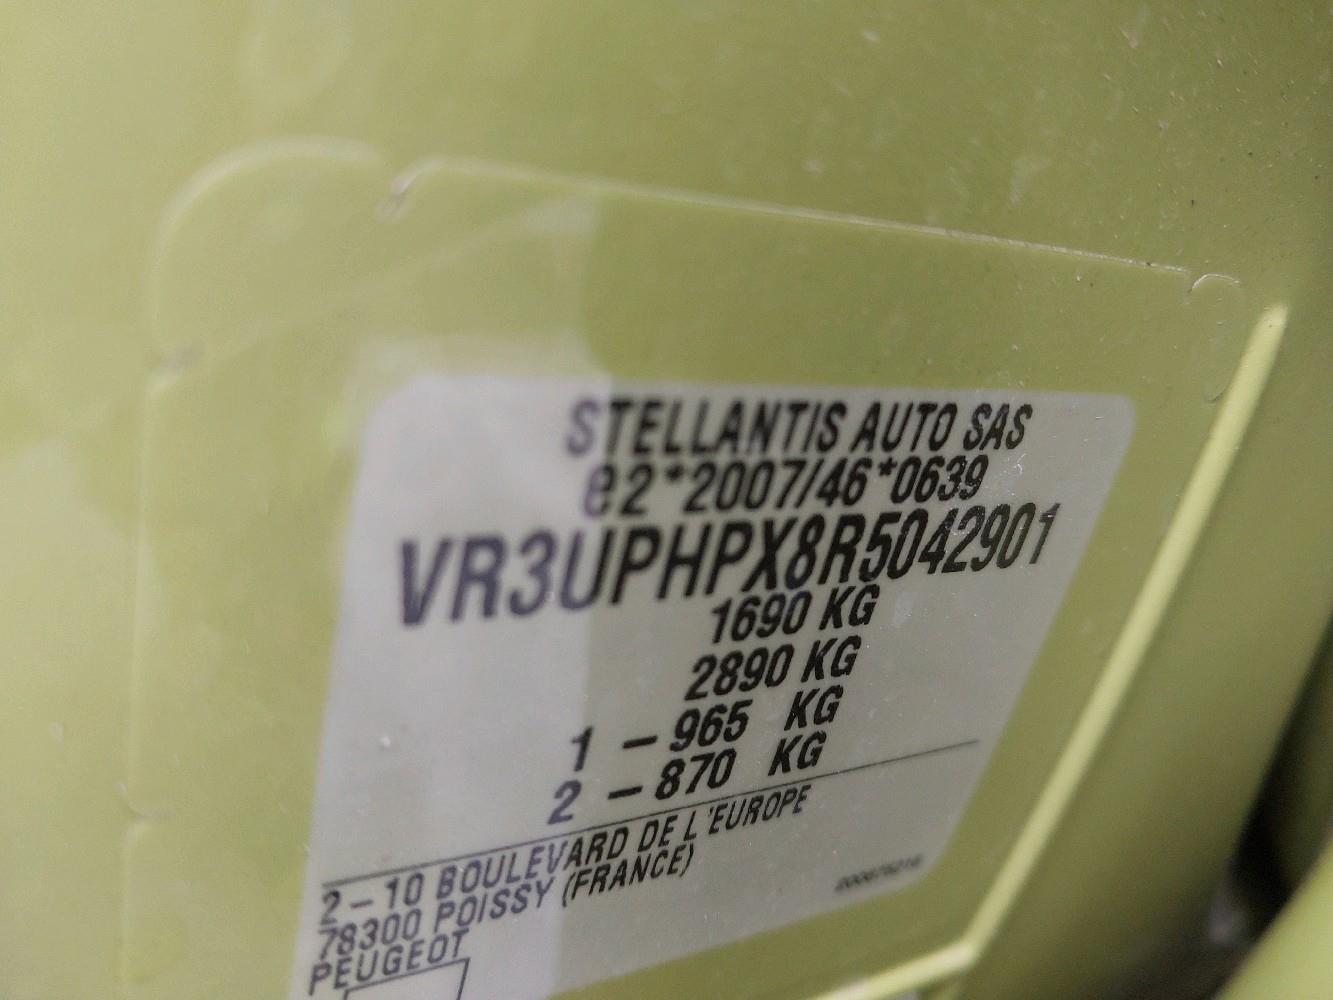 STELLANTIS AUTO SAS
e2*2007/46*0639
VR3UPHPX8R5042901
1690 KG
2890 KG
1 - 965 KG
2 - 870 KG
2 - 10 BOULEVARD DE L'EUROPE
78300 POISSY (FRANCE)
PEUGEOT